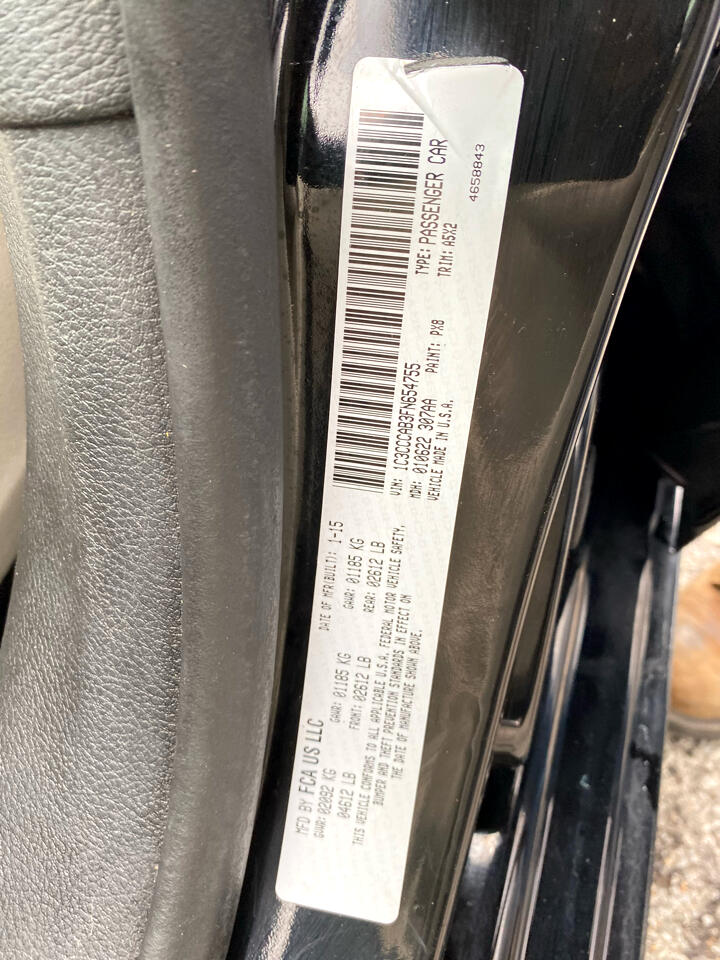 MFD BY FCA US LLC
DATE OF MFR(BUILT): 1-15
GVWR: 02092 KG
GAWR: 01185 KG
GAWR: 01185 KG
04612 LB
FRONT: 02612 LB
REAR: 02612 LB
THIS VEHICLE CONFORMS TO ALL APPLICABLE U.S.A. FEDERAL MOTOR VEHICLE SAFETY,
BUMPER AND THEFT PREVENTION STANDARDS IN EFFECT ON
THE DATE OF MANUFACTURE SHOWN ABOVE.
VIN: 1C3CCCAB3FN654755
TYPE: PASSENGER CAR
MDH: 010622 307AA
PAINT: PX8
TRIM: A5X2
VEHICLE MADE IN U.S.A.
4658843